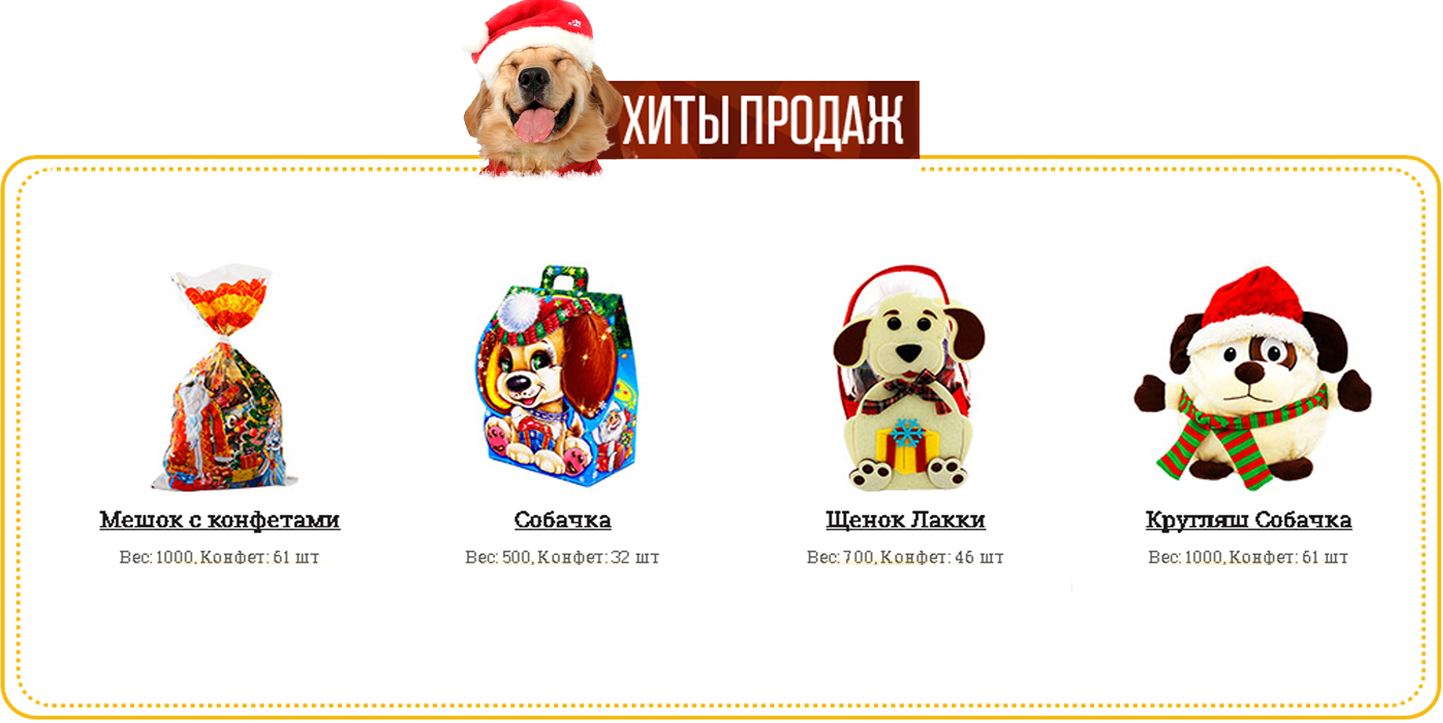 ХИТЫ ПРОДАЖ
Мешок с конфетами
Собачка
Щенок Лакки
Кругляш Собачка
Вес: 1000, Конфет: 61 шт
Вес: 500, Конфет: 32 шт
Вес: 700, Конфет: 46 шт
Вес: 1000, Конфет: 61 шт